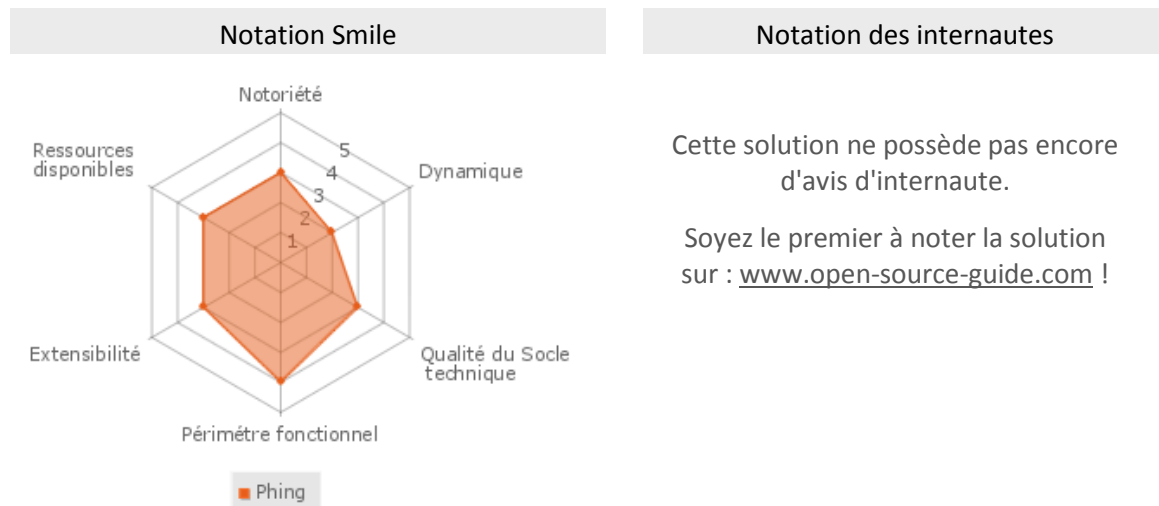 Notation Smile
Notoriété
Ressources
disponibles
Dynamique
5
4
3
2
1
Extensibilité
Qualité du Socle
technique
Périmétre fonctionnel
Phing
Notation des internautes
Cette solution ne possède pas encore
d'avis d'internaute.
Soyez le premier à noter la solution
sur : www.open-source-guide.com !